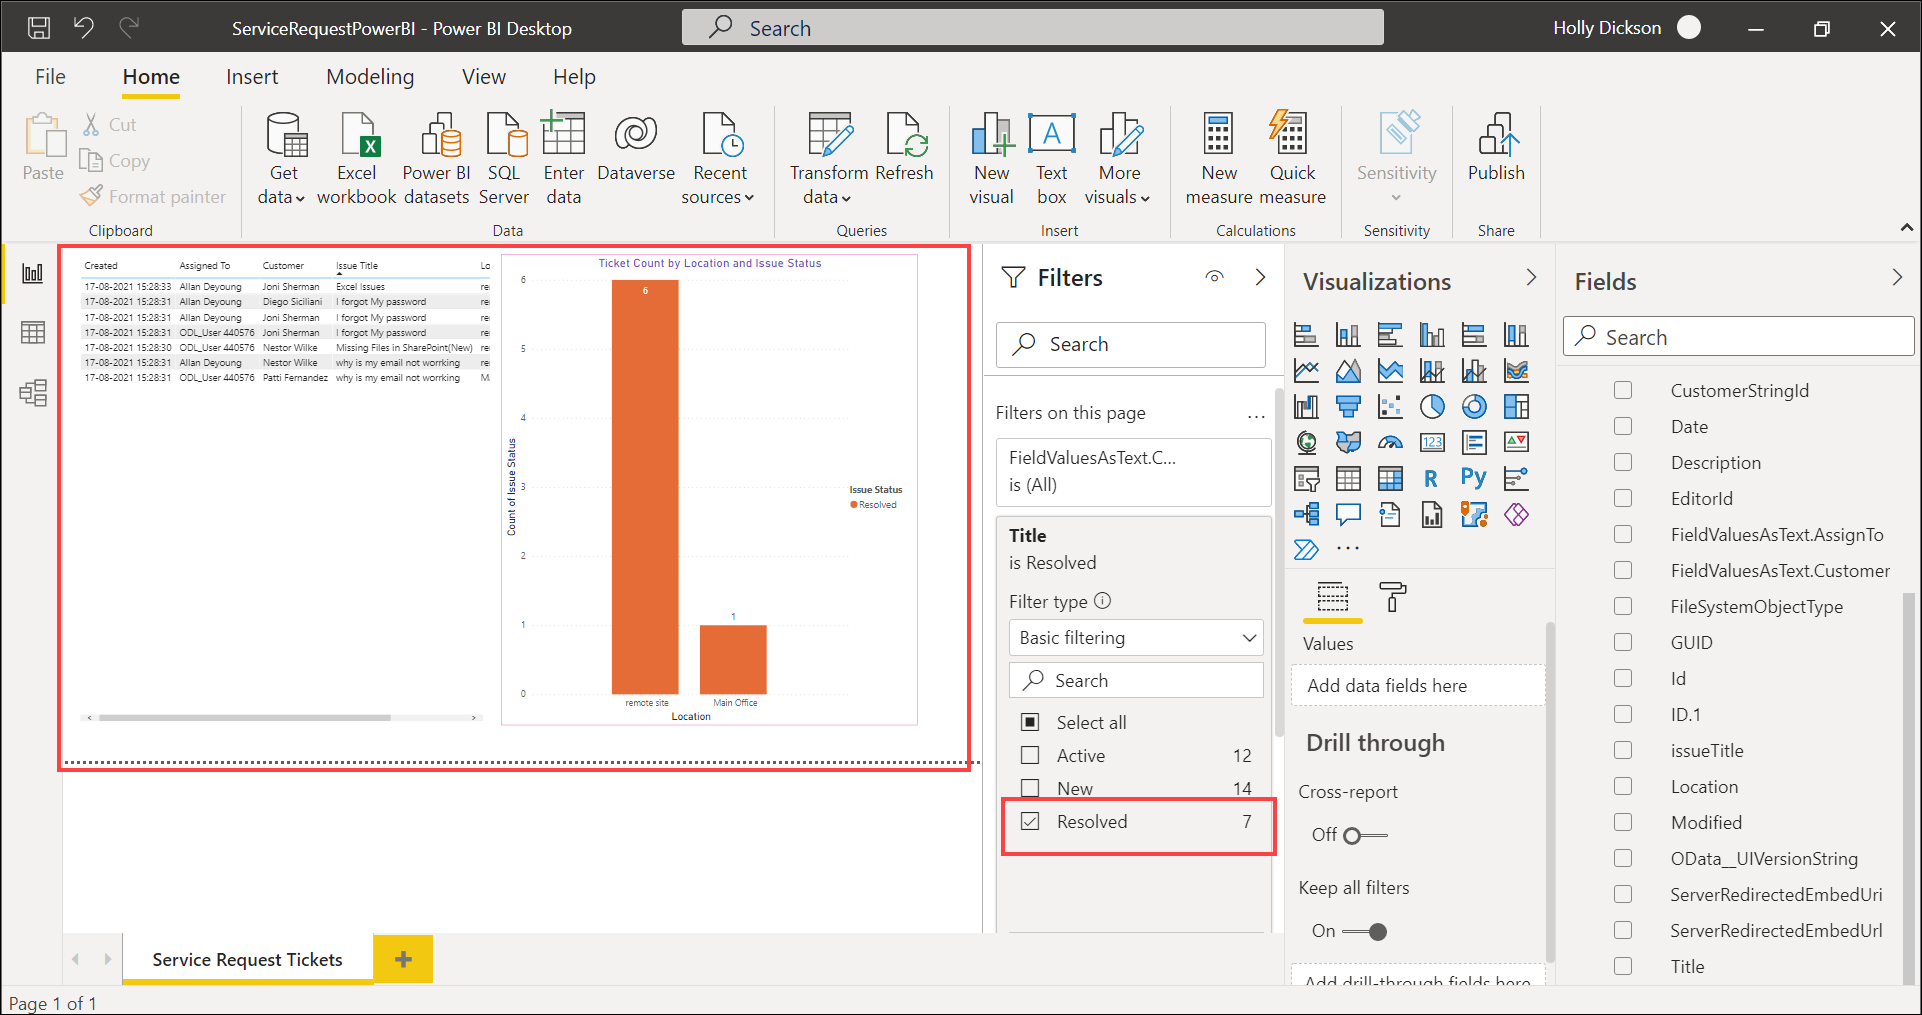 ServiceRequestPowerBI - Power BI Desktop
Search
Holly Dickson
File
Home
Insert
Modeling
View
Help
Paste
Cut
Copy
Format painter
Clipboard
Get data
Excel workbook
Power BI datasets
SQL Server
Enter data
Dataverse
Recent sources
Data
Transform data
Refresh
Queries
New visual
Text box
More visuals
Insert
New measure
Quick measure
Calculations
Sensitivity
Sensitivity
Publish
Share
Created Assigned To Customer Issue Title Lo
17-08-2021 15:28:33 Allan Deyoung Joni Sherman Excel Issues re
17-08-2021 15:28:31 Allan Deyoung Diego Siciliani I forgot My password re
17-08-2021 15:28:31 Allan Deyoung Joni Sherman I forgot My password re
17-08-2021 15:28:31 ODL_User 440576 Joni Sherman I forgot My password re
17-08-2021 15:28:30 ODL_User 440576 Nestor Wilke Missing Files in SharePoint(New) re
17-08-2021 15:28:31 Allan Deyoung Nestor Wilke why is my email not worrking re
17-08-2021 15:28:31 ODL_User 440576 Patti Fernandez why is my email not worrking M
Ticket Count by Location and Issue Status
Count of Issue Status
6
5
4
3
2
1
0
6
1
remote site
Main Office
Location
Issue Status
Resolved
Filters
Search
Filters on this page
FieldValuesAsText.C...
is (All)
Title
is Resolved
Filter type
Basic filtering
Search
Select all
Active 12
New 14
Resolved 7
Visualizations
123
R
Py
Values
Add data fields here
Drill through
Cross-report
Off
Keep all filters
On
Add drill-through fields here
Fields
Search
CustomerStringId
Date
Description
EditorId
FieldValuesAsText.AssignTo
FieldValuesAsText.Customer
FileSystemObjectType
GUID
Id
ID.1
issueTitle
Location
Modified
OData__UIVersionString
ServerRedirectedEmbedUri
ServerRedirectedEmbedUrl
Title
Service Request Tickets
Page 1 of 1